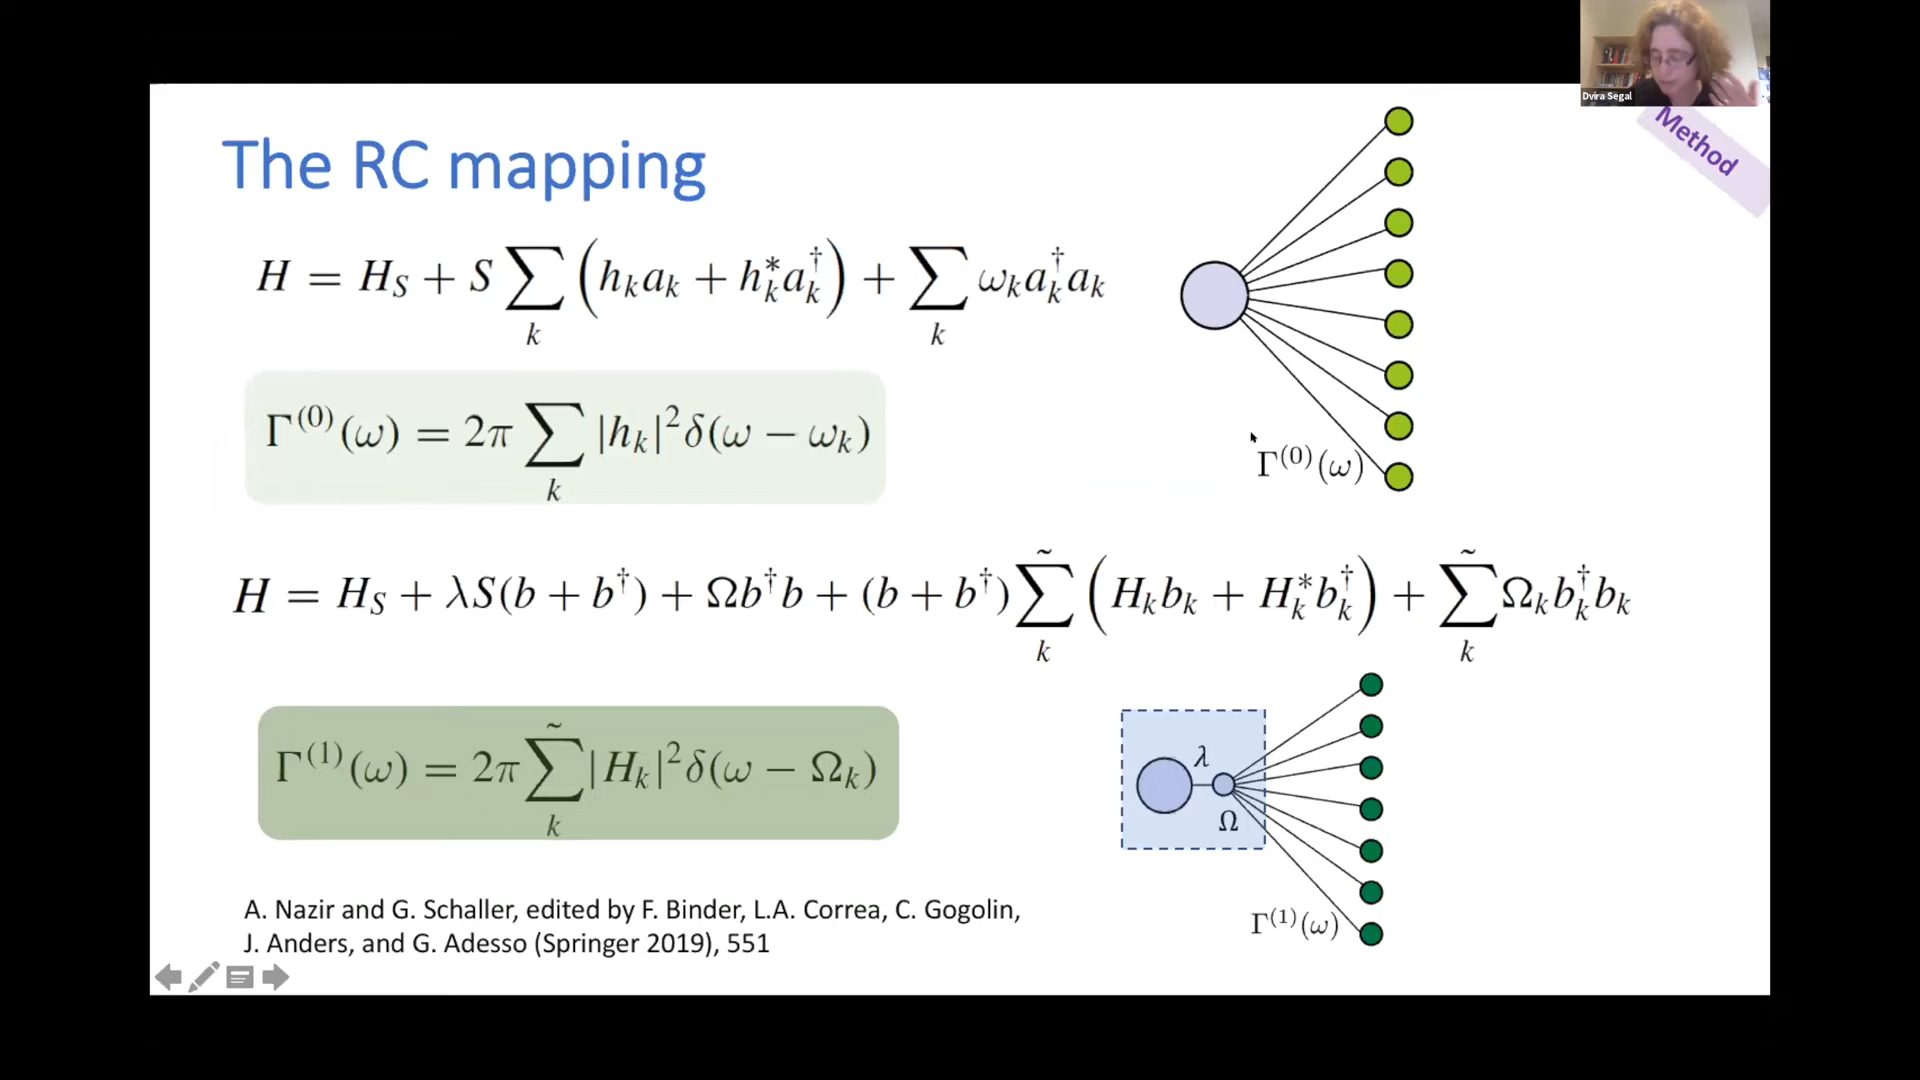 Dvira Segal
Method
The RC mapping
H = H_S + S ∑_k (h_k a_k + h_k^* a_k^†) + ∑_k ω_k a_k^† a_k
Γ^(0)(ω) = 2π ∑_k |h_k|^2 δ(ω − ω_k)
Γ^(0)(ω)
H = H_S + λS(b + b^†) + Ωb^†b + (b + b^†) ∑̃_k (H_k b_k + H_k^* b_k^†) + ∑̃_k Ω_k b_k^† b_k
Γ^(1)(ω) = 2π ∑̃_k |H_k|^2 δ(ω − Ω_k)
λ
Ω
Γ^(1)(ω)
A. Nazir and G. Schaller, edited by F. Binder, L.A. Correa, C. Gogolin,
J. Anders, and G. Adesso (Springer 2019), 551